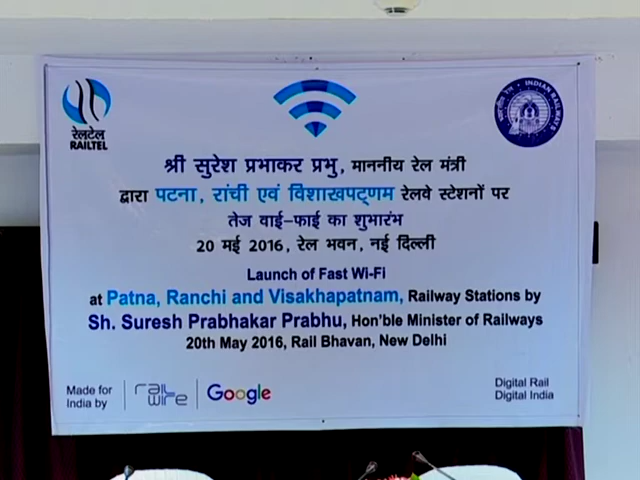 रेलटेल
RAILTEL
INDIAN RAILWAYS
श्री सुरेश प्रभाकर प्रभु, माननीय रेल मंत्री
द्वारा पटना, रांची एवं विशाखपट्णम रेलवे स्टेशनों पर
तेज वाई-फाई का शुभारंभ
20 मई 2016, रेल भवन, नई दिल्ली
Launch of Fast Wi-Fi
at Patna, Ranchi and Visakhapatnam, Railway Stations by
Sh. Suresh Prabhakar Prabhu, Hon'ble Minister of Railways
20th May 2016, Rail Bhavan, New Delhi
Made for
India by
rail
wire
Google
Digital Rail
Digital India